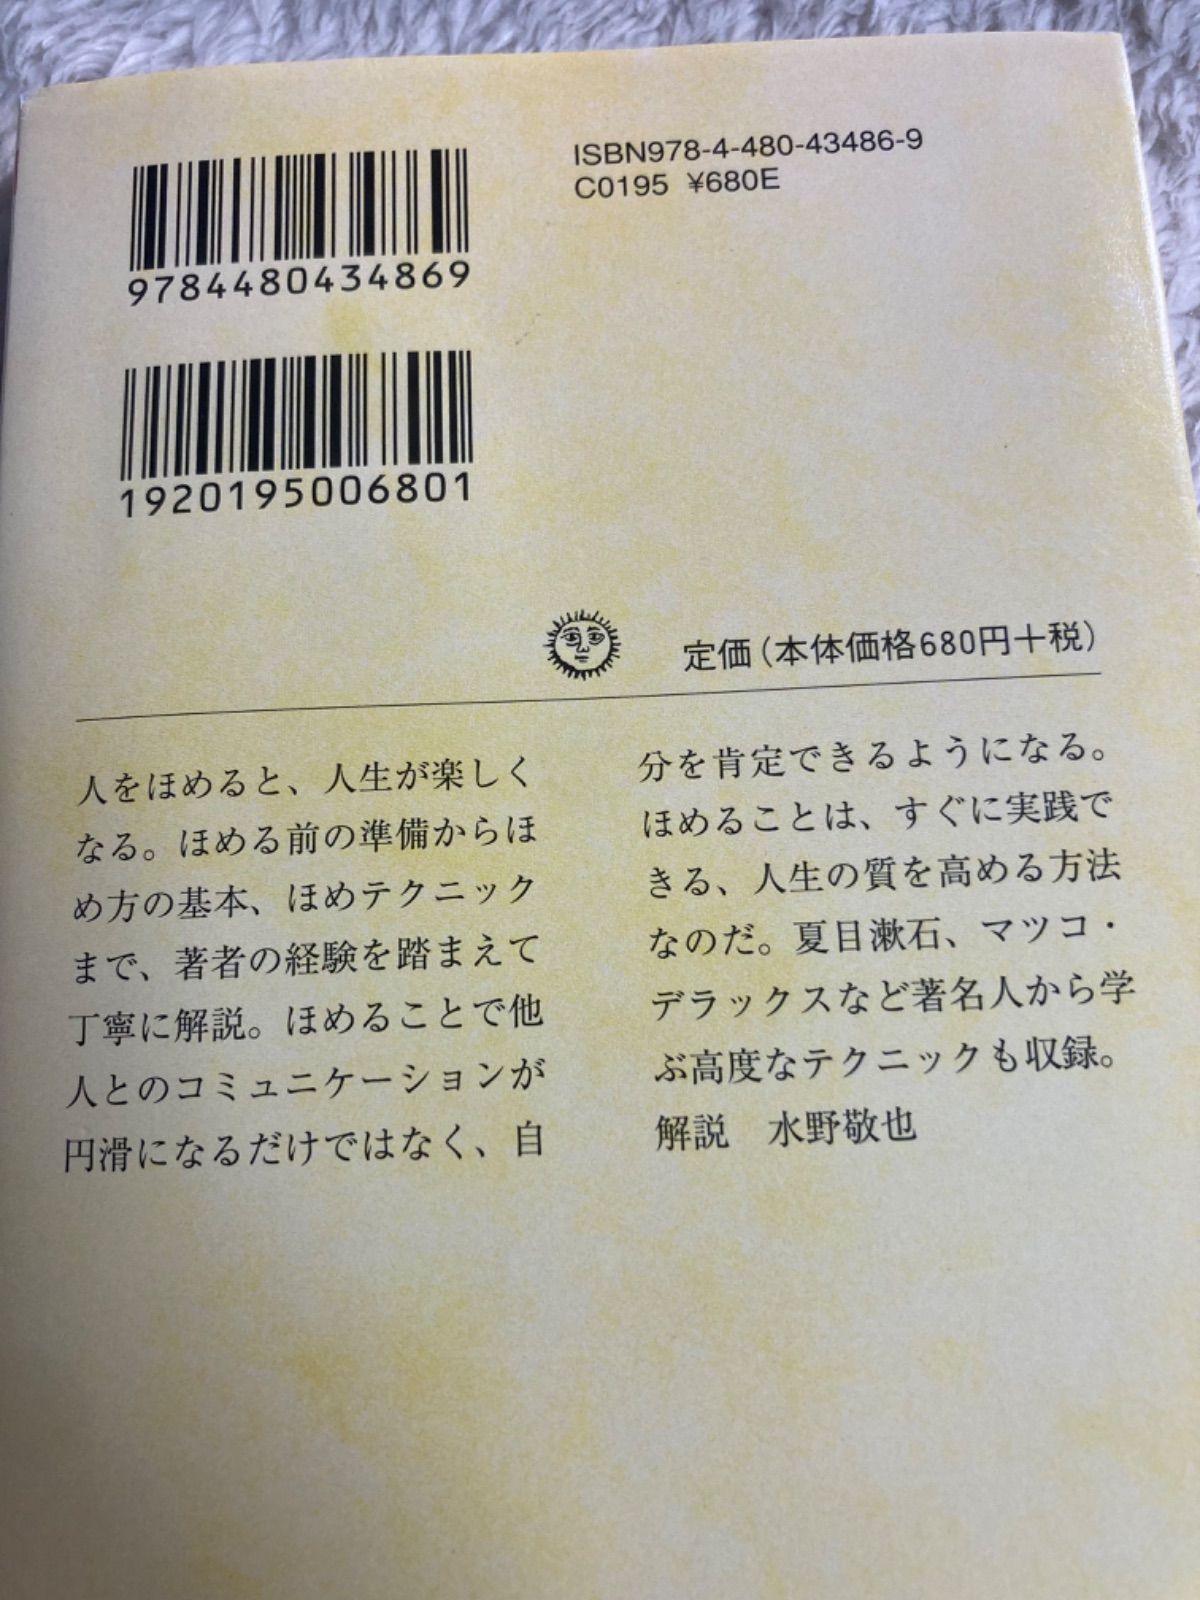 ISBN978-4-480-43486-9
C0195 ¥680E
9784480434869
1920195006801
定価(本体価格680円+税)
人をほめると、人生が楽しく
なる。ほめる前の準備からほ
め方の基本、ほめテクニック
まで、著者の経験を踏まえて
丁寧に解説。ほめることで他
人とのコミュニケーションが
円滑になるだけではなく、自
分を肯定できるようになる。
ほめることは、すぐに実践で
きる、人生の質を高める方法
なのだ。夏目漱石、マツコ・
デラックスなど著名人から学
ぶ高度なテクニックも収録。
解説　水野敬也